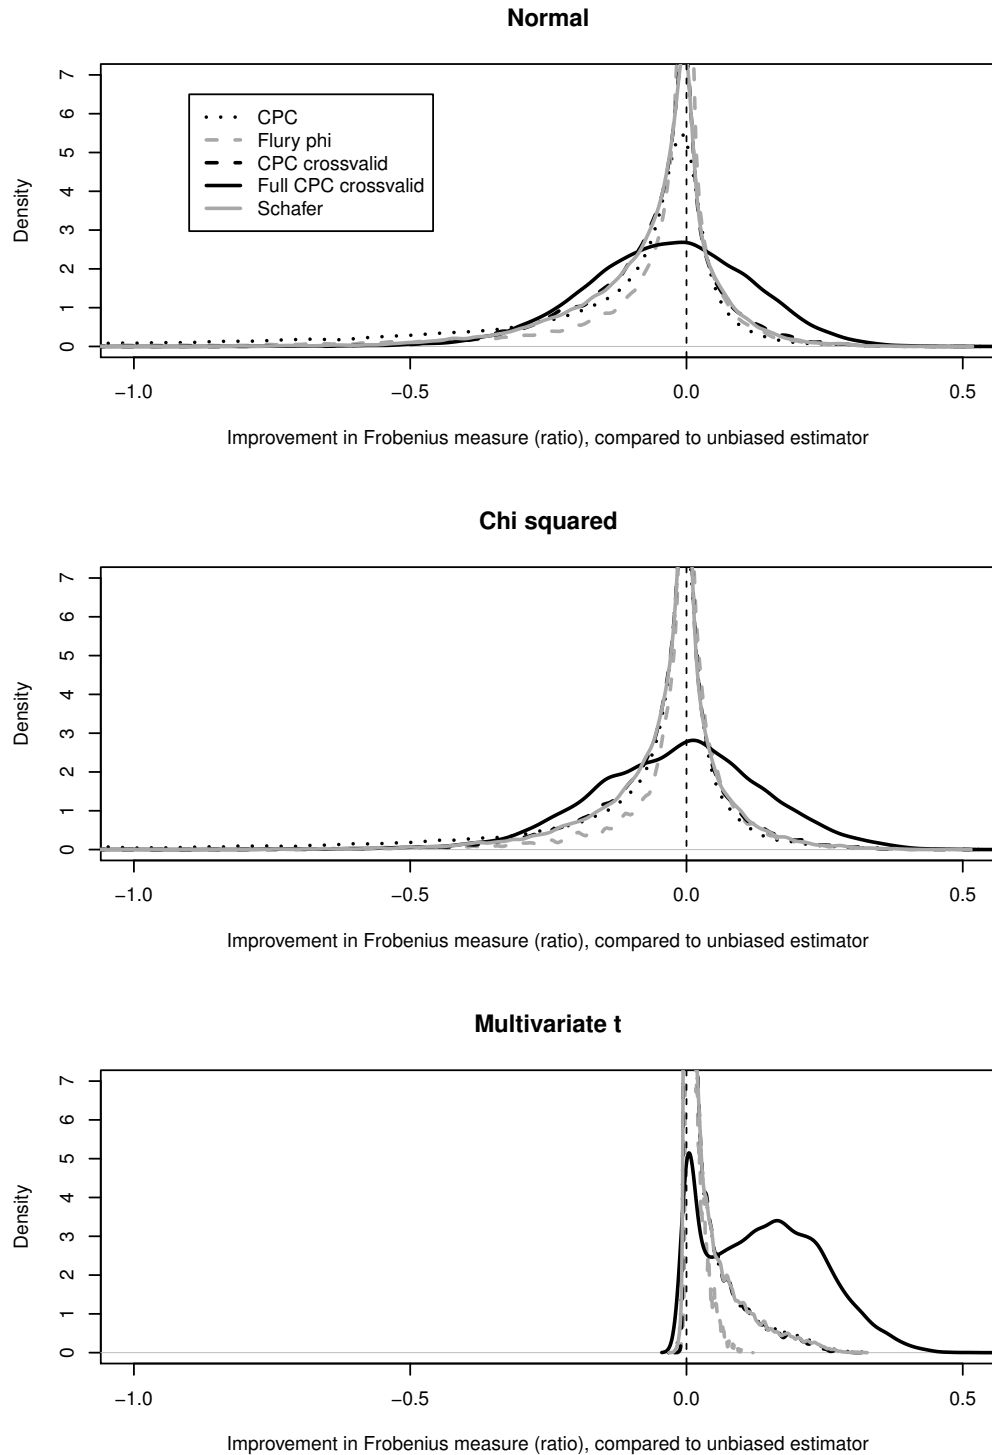 Normal
7
6
5
4
3
2
1
0
Density
CPC
Flury phi
CPC crossvalid
Full CPC crossvalid
Schafer
−1.0 −0.5 0.0 0.5
Improvement in Frobenius measure (ratio), compared to unbiased estimator
Chi squared
7
6
5
4
3
2
1
0
Density
−1.0 −0.5 0.0 0.5
Improvement in Frobenius measure (ratio), compared to unbiased estimator
Multivariate t
7
6
5
4
3
2
1
0
Density
−1.0 −0.5 0.0 0.5
Improvement in Frobenius measure (ratio), compared to unbiased estimator